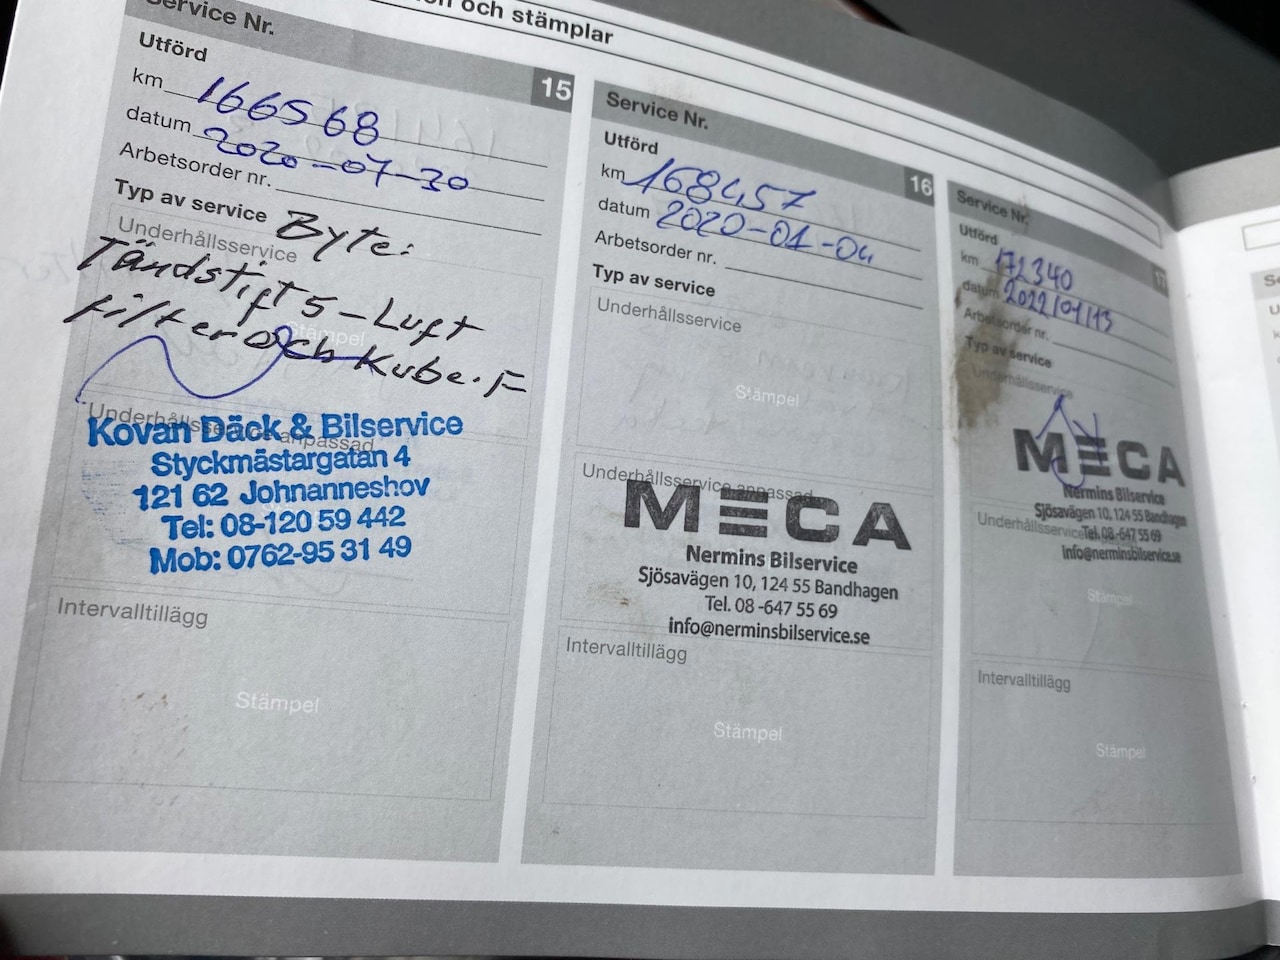 och stämplar
Service Nr.
15
Utförd
km 166568
datum 2020-07-30
Arbetsorder nr.
Typ av service
Byte:
Underhållsservice
Tändstift 5-Luft
Stämpel
filter och Kube.F
Underhållsservice anpassad
Kovan Däck & Bilservice
Styckmästargatan 4
121 62 Johnanneshov
Tel: 08-120 59 442
Mob: 0762-95 31 49
Intervalltillägg
Stämpel
Service Nr.
16
Utförd
km 168457
datum 2020-01-04
Arbetsorder nr.
Typ av service
Underhållsservice
Stämpel
Underhållsservice anpassad
MECA
Nermins Bilservice
Sjösavägen 10, 124 55 Bandhagen
Tel. 08 -647 55 69
info@nerminsbilservice.se
Intervalltillägg
Stämpel
Service Nr.
17
Utförd
km 172340
datum 2022/01/13
Arbetsorder nr.
Typ av service
Underhållsservice
MECA
Nermins Bilservice
Sjösavägen 10, 124 55 Bandhagen
Underhållsservice
Tel. 08 -647 55 69
info@nerminsbilservice.se
Stämpel
Intervalltillägg
Stämpel